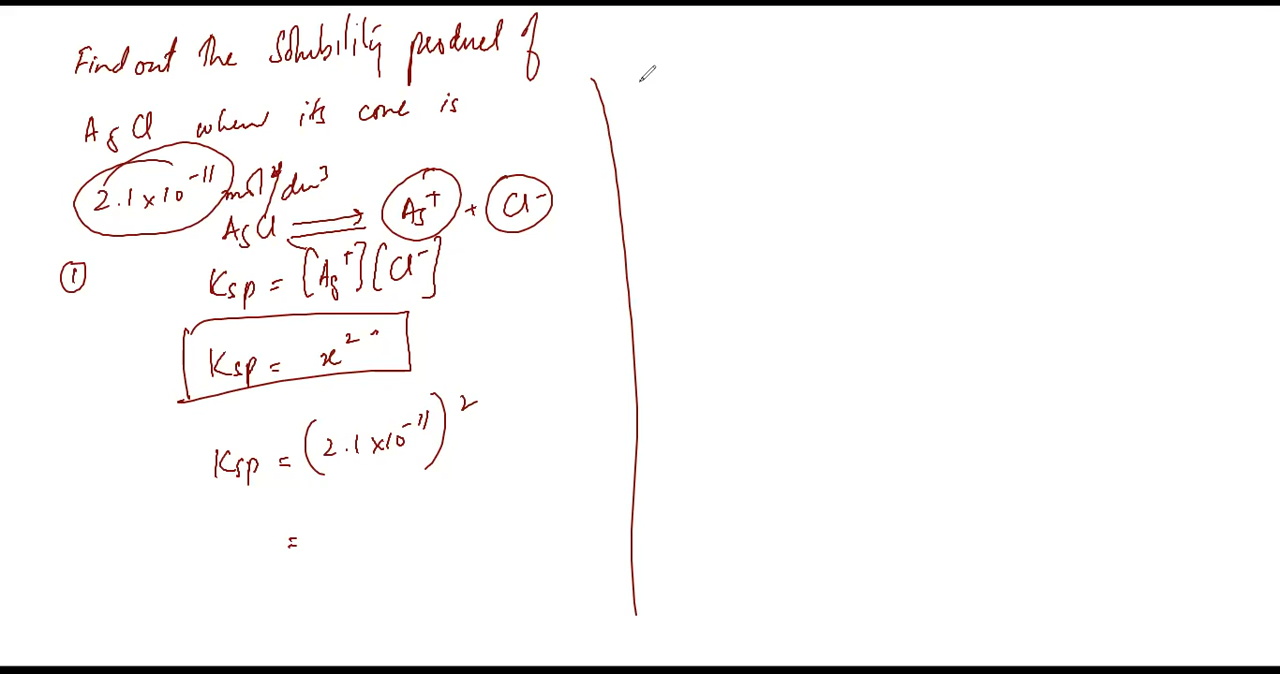 Find out the Solubility product of
AgCl when its conc is
2.1 x 10⁻¹¹ mol/dm³
AgCl ⇌ Ag⁺ + Cl⁻
① Ksp = [Ag⁺][Cl⁻]
Ksp = x²
Ksp = (2.1 x 10⁻¹¹)²
=